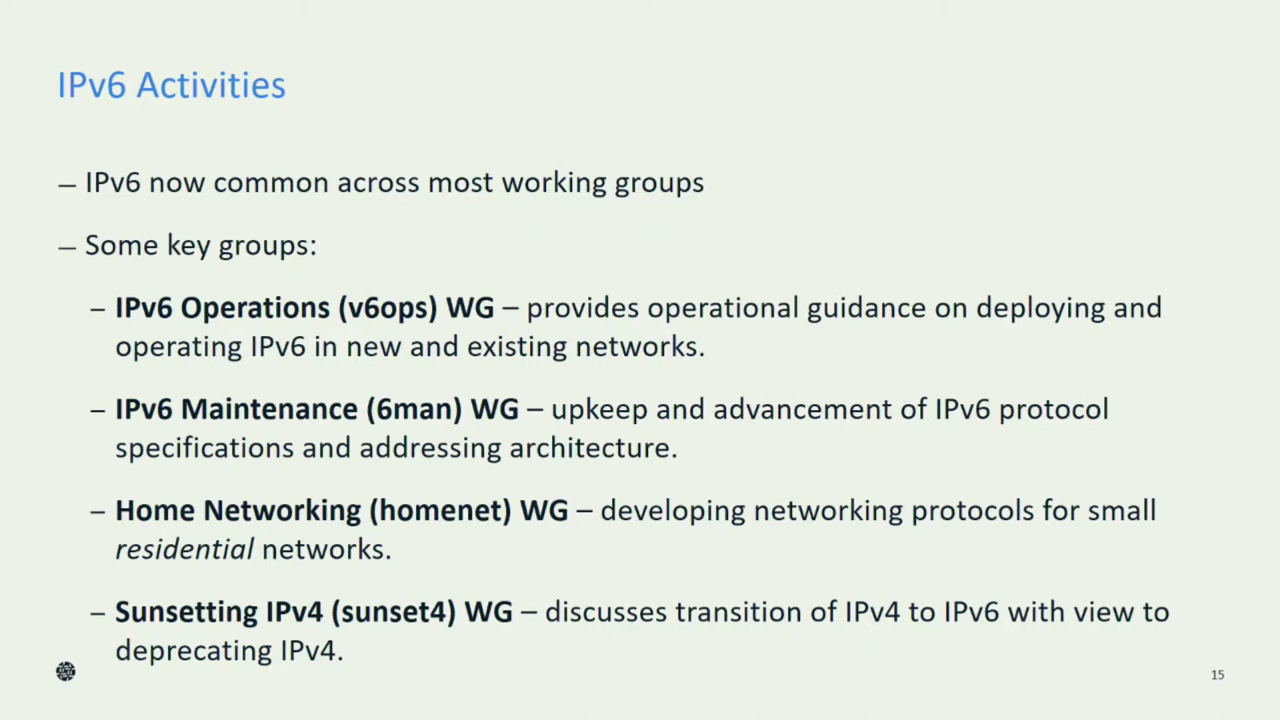 IPv6 Activities
– IPv6 now common across most working groups
– Some key groups:
– IPv6 Operations (v6ops) WG – provides operational guidance on deploying and
operating IPv6 in new and existing networks.
– IPv6 Maintenance (6man) WG – upkeep and advancement of IPv6 protocol
specifications and addressing architecture.
– Home Networking (homenet) WG – developing networking protocols for small
residential networks.
– Sunsetting IPv4 (sunset4) WG – discusses transition of IPv4 to IPv6 with view to
deprecating IPv4.
15